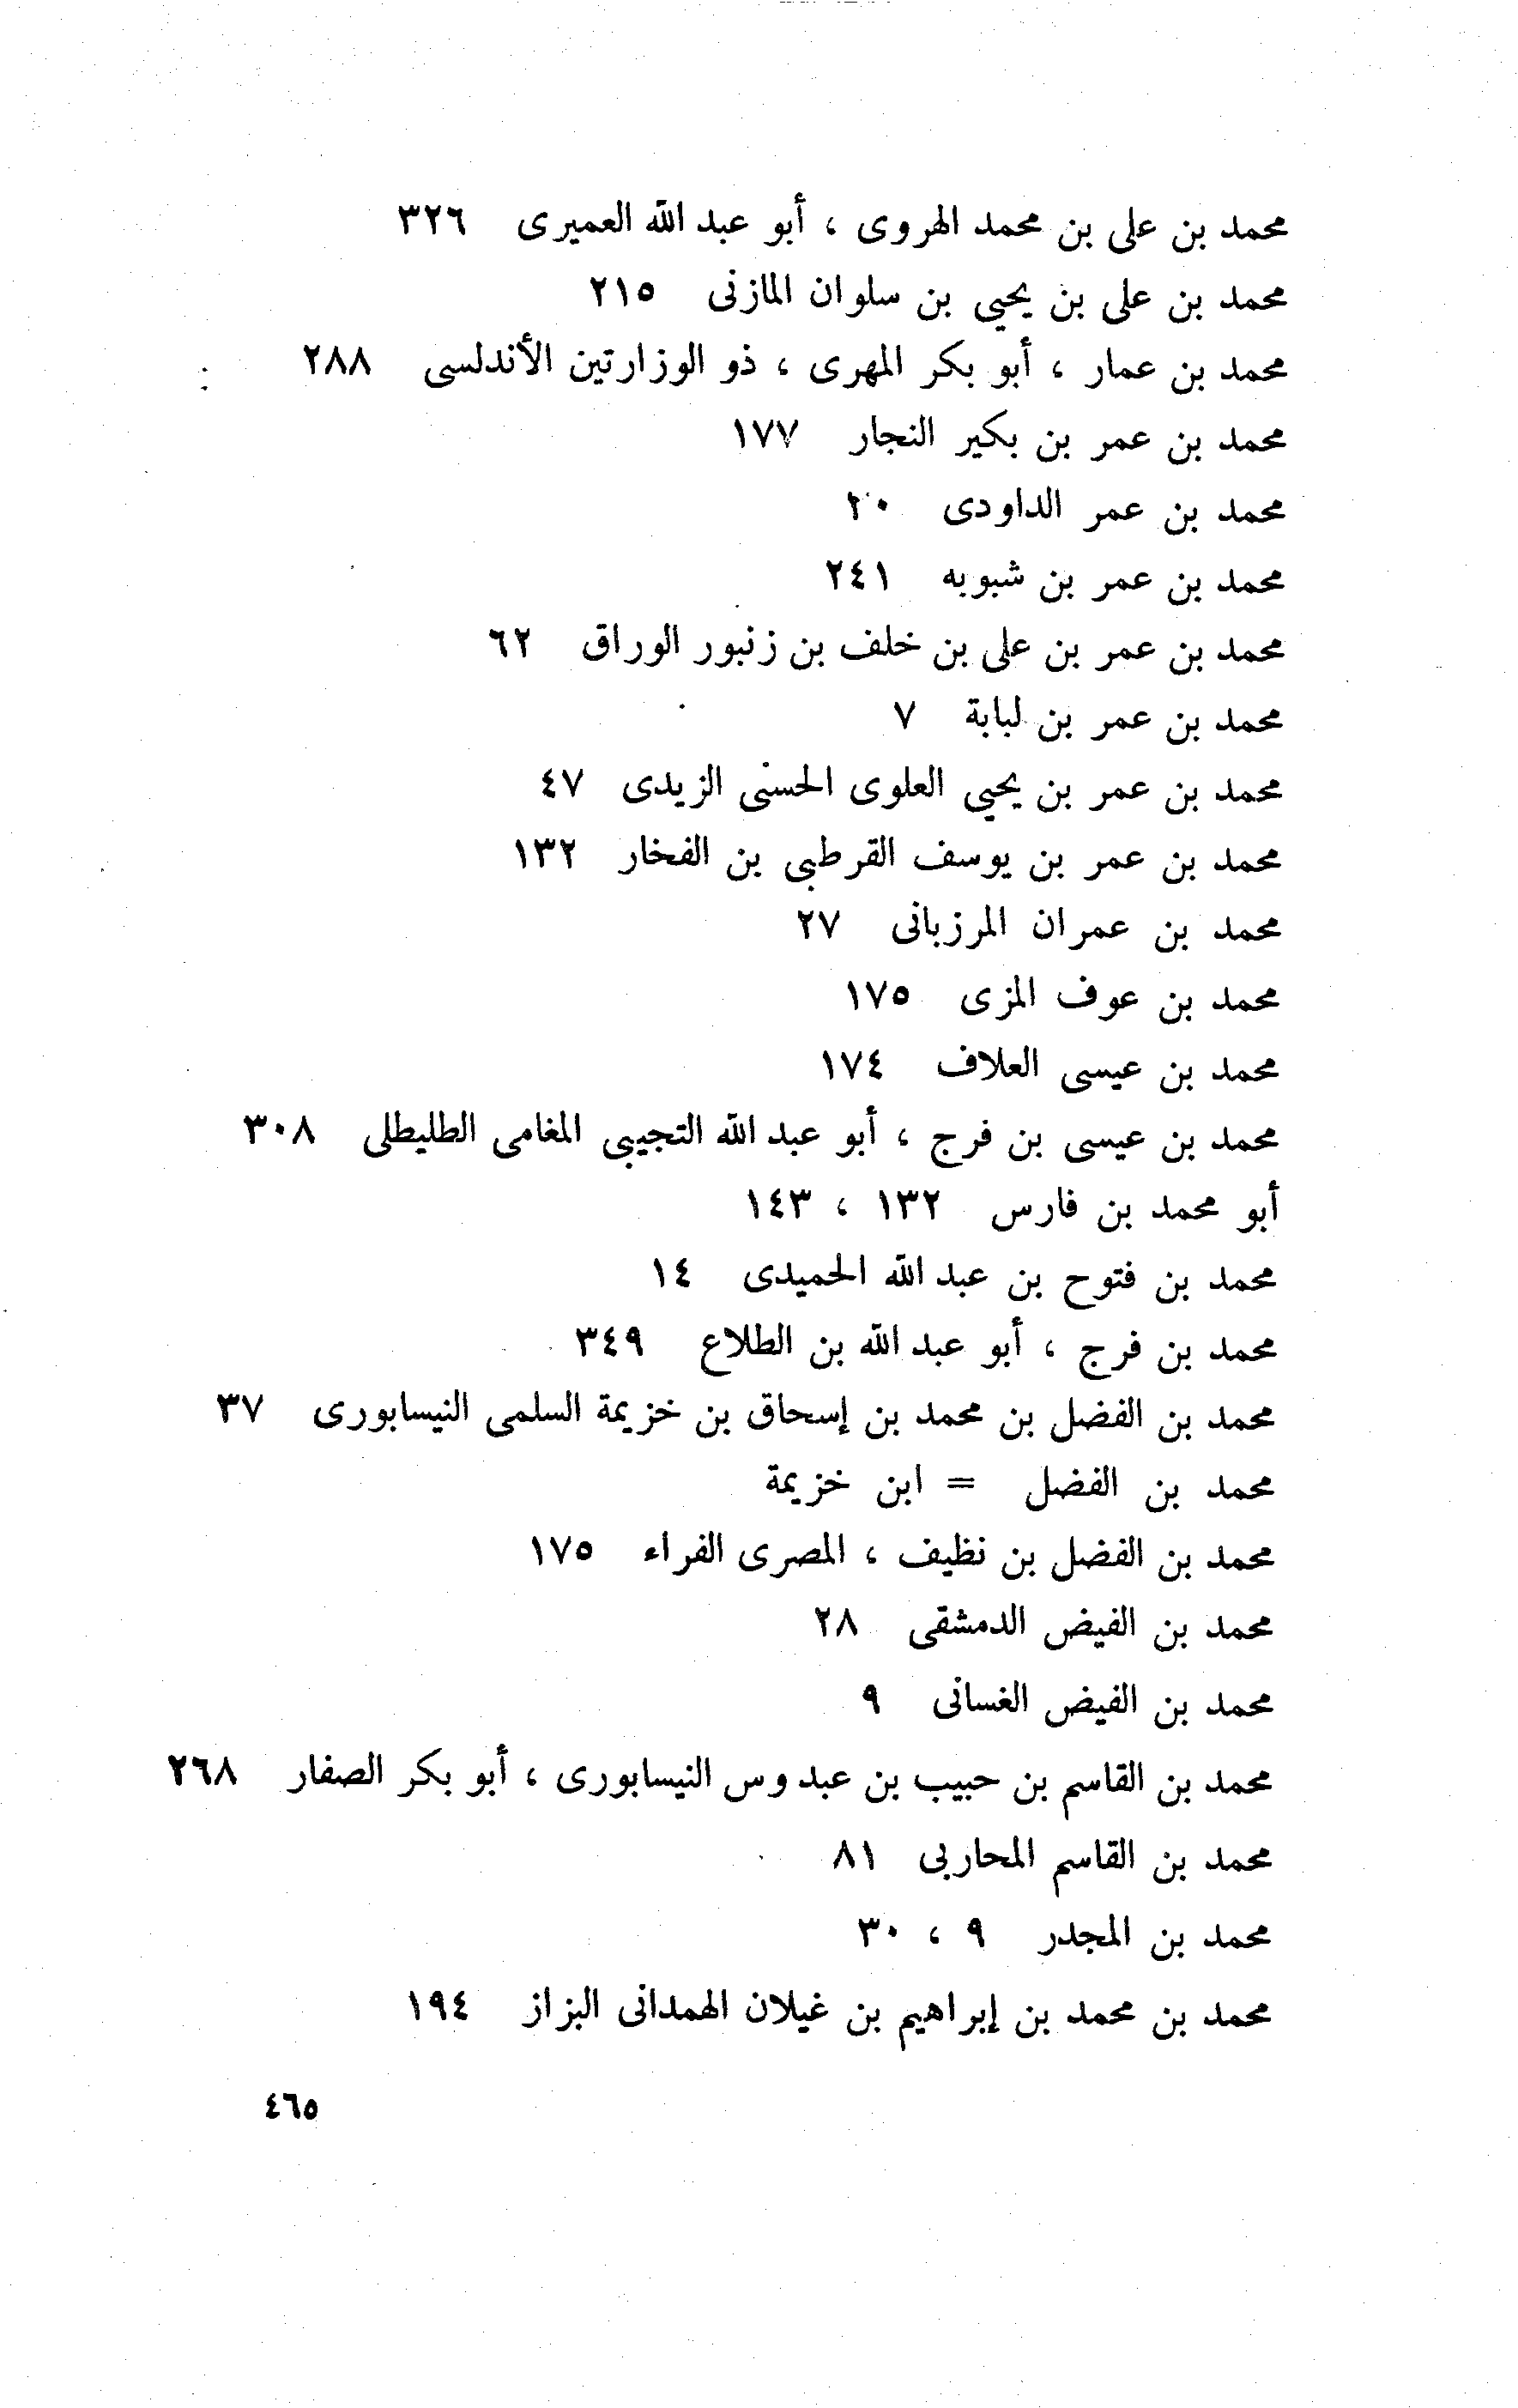 محمد بن على بن محمد الهروى ، أبو عبد الله العميرى ٣٢٦
محمد بن على بن يحيي بن سلوان المازنى ٢١٥
محمد بن عمار ، أبو بكر المهرى ، ذو الوزارتين الأندلسى ٢٨٨
محمد بن عمر بن بكير النجار ١٧٧
محمد بن عمر الداودى ٢٠
محمد بن عمر بن شبويه ٢٤١
محمد بن عمر بن على بن خلف بن زنبور الوراق ٦٢
محمد بن عمر بن لبابة ٧
محمد بن عمر بن يحيي العلوى الحسنى الزيدى ٤٧
محمد بن عمر بن يوسف القرطبى بن الفخار ١٣٢
محمد بن عمران المرزبانى ٢٧
محمد بن عوف المزى ١٧٥
محمد بن عيسى العلاف ١٧٤
محمد بن عيسى بن فرج ، أبو عبد الله التجيبى المغامى الطليطلى ٣٠٨
أبو محمد بن فارس ١٣٢ ، ١٤٣
محمد بن فتوح بن عبد الله الحميدى ١٤
محمد بن فرج ، أبو عبد الله بن الطلاع ٣٤٩
محمد بن الفضل بن محمد بن إسحاق بن خزيمة السلمى النيسابورى ٣٧
محمد بن الفضل = ابن خزيمة
محمد بن الفضل بن نظيف ، المصرى الفراء ١٧٥
محمد بن الفيض الدمشقى ٢٨
محمد بن الفيض الغسانى ٩
محمد بن القاسم بن حبيب بن عبدوس النيسابورى ، أبو بكر الصفار ٢٦٨
محمد بن القاسم المحاربى ٨١
محمد بن المجدر ٩ ، ٣٠
محمد بن محمد بن إبراهيم بن غيلان الهمدانى البزاز ١٩٤
٤٦٥